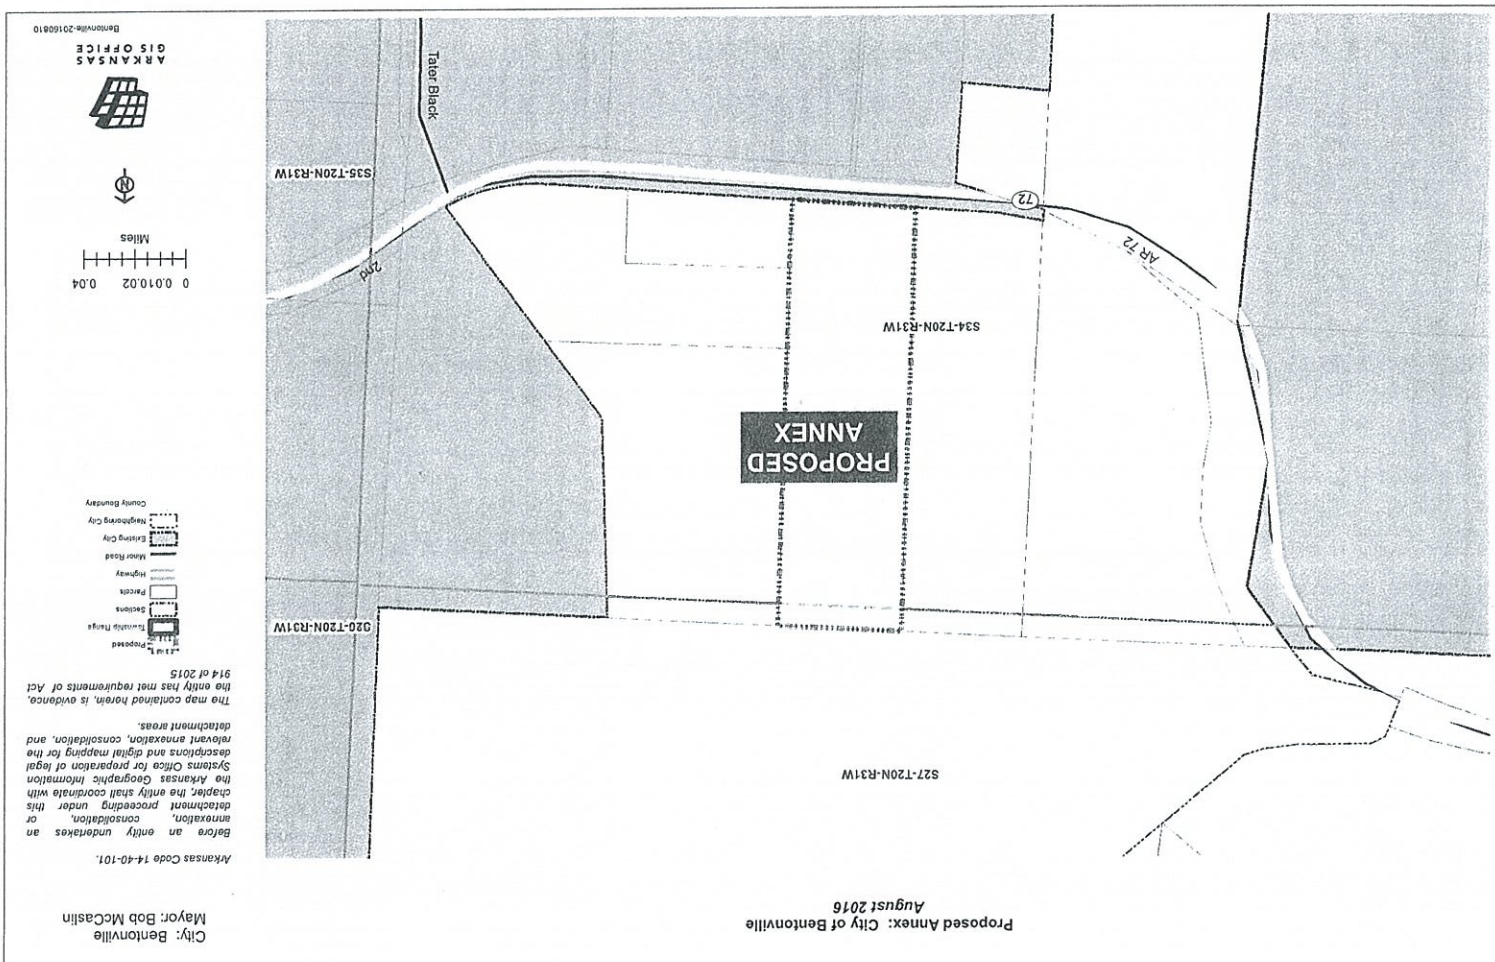 Proposed Annex: City of Bentonville
August 2016
City: Bentonville
Mayor: Bob McCaslin
Arkansas Code 14-40-101.
Before an entity undertakes an
annexation, consolidation, or
detachment proceeding under this
chapter, the entity shall coordinate with
the Arkansas Geographic Information
Systems Office for preparation of legal
descriptions and digital mapping for the
relevant annexation, consolidation, and
detachment areas.
The map contained herein, is evidence,
the entity has met requirements of Act
914 of 2015
Proposed
Township Range
Sections
Parcels
Highway
Minor Road
Existing City
Neighboring City
County Boundary
0 0.01 0.02 0.04
Miles
N
ARKANSAS
GIS OFFICE
Bentonville-20160810
S27-T20N-R31W
S26-T20N-R31W
PROPOSED
ANNEX
S34-T20N-R31W
AR 72
72
2nd
S35-T20N-R31W
Tater Black